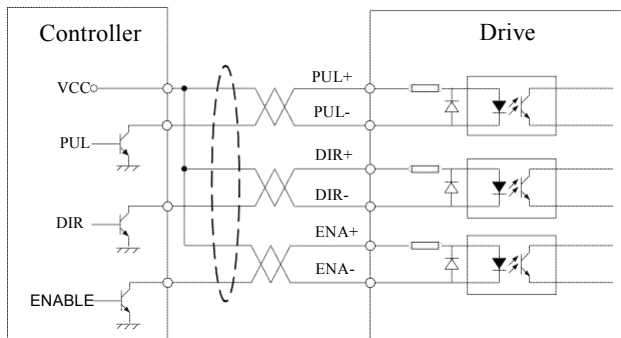 Controller
Drive
VCC
PUL+
PUL-
PUL
DIR+
DIR-
DIR
ENA+
ENA-
ENABLE